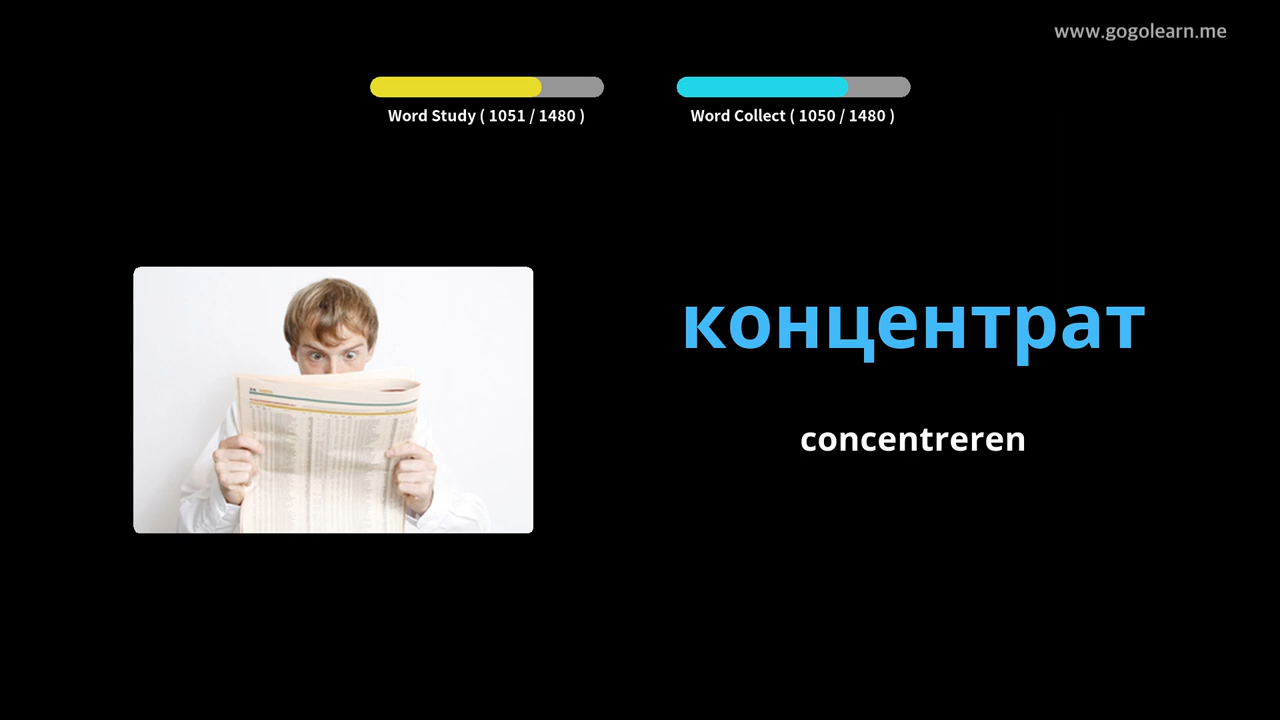 www.gogolearn.me
Word Study ( 1051 / 1480 )
Word Collect ( 1050 / 1480 )
концентрат
concentreren